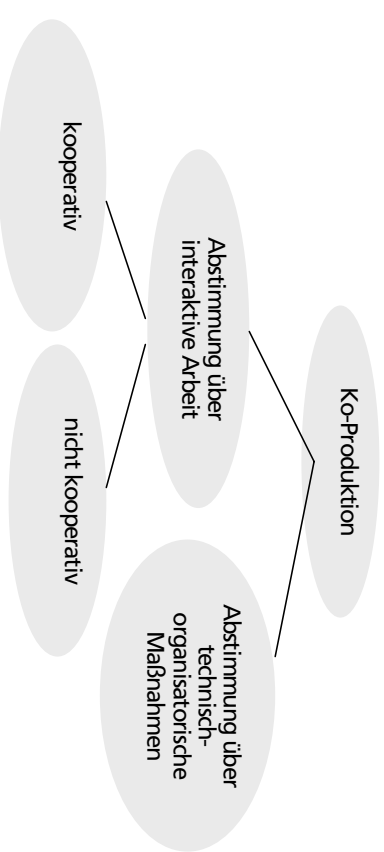 Ko-Produktion
Abstimmung über
interaktive Arbeit
Abstimmung über
technisch-
organisatorische
Maßnahmen
kooperativ
nicht kooperativ